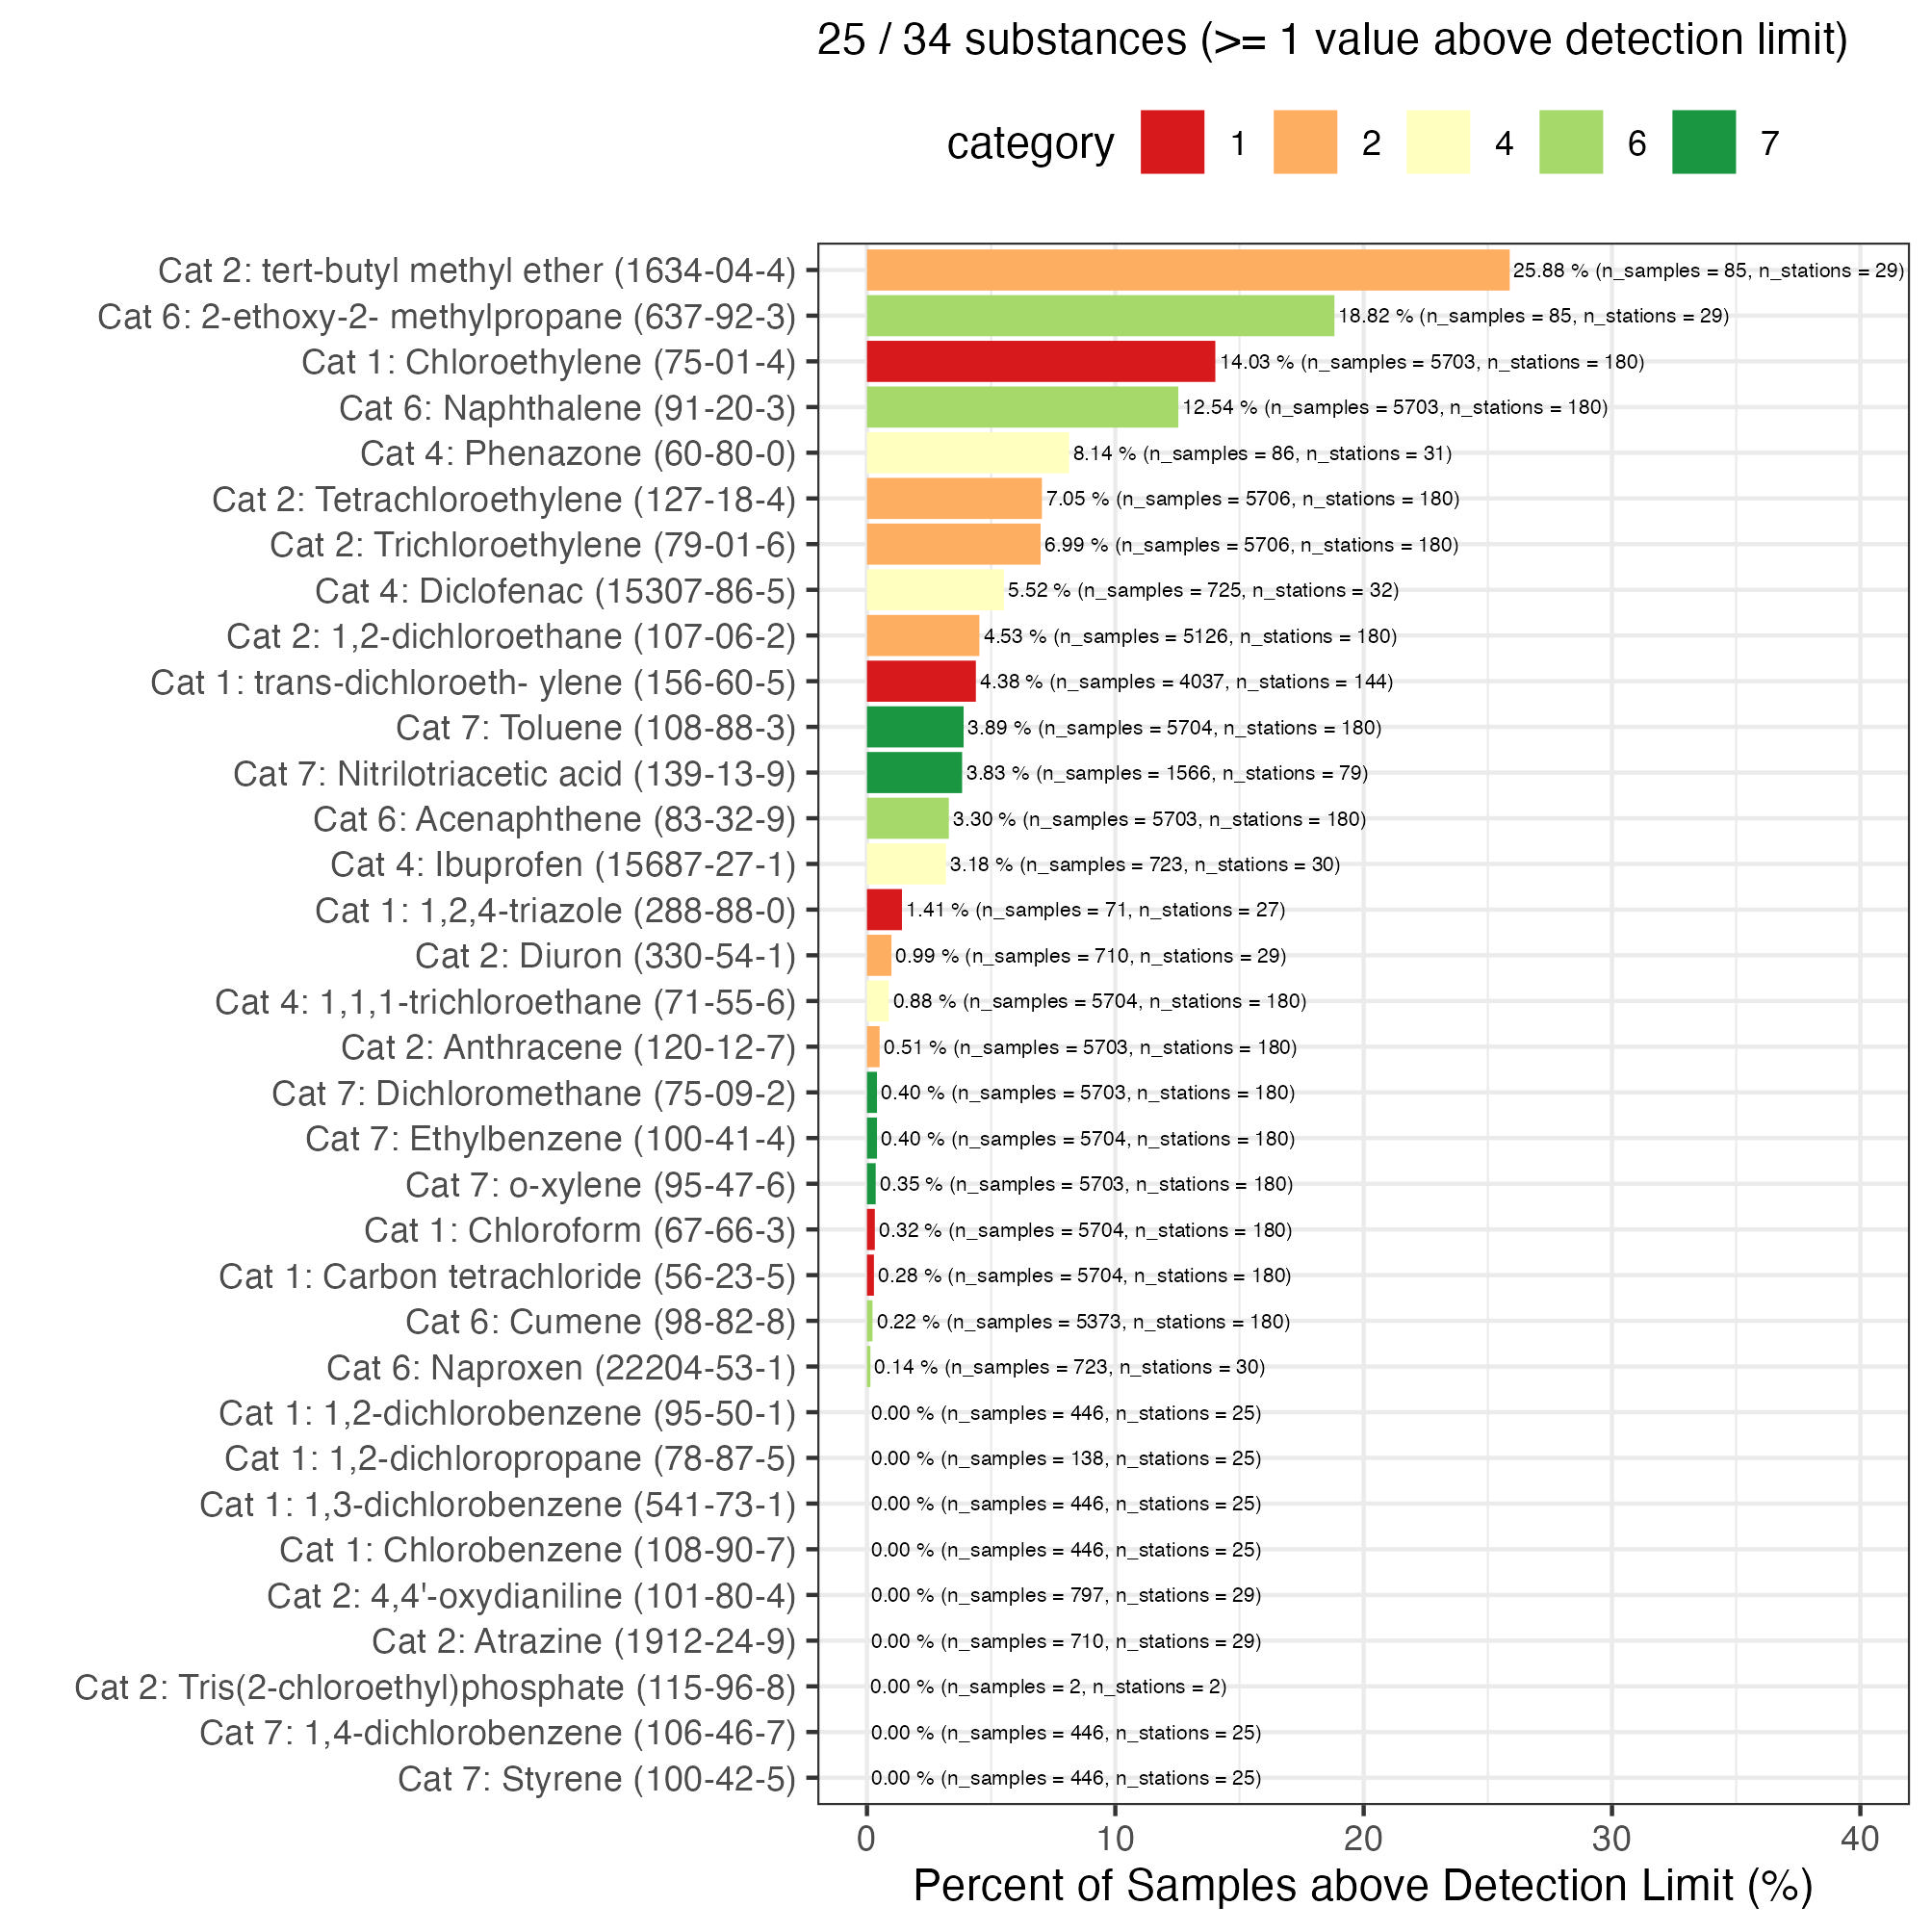 25 / 34 substances (>= 1 value above detection limit)
category 1 2 4 6 7
Cat 2: tert-butyl methyl ether (1634-04-4) 25.88 % (n_samples = 85, n_stations = 29)
Cat 6: 2-ethoxy-2- methylpropane (637-92-3) 18.82 % (n_samples = 85, n_stations = 29)
Cat 1: Chloroethylene (75-01-4) 14.03 % (n_samples = 5703, n_stations = 180)
Cat 6: Naphthalene (91-20-3) 12.54 % (n_samples = 5703, n_stations = 180)
Cat 4: Phenazone (60-80-0) 8.14 % (n_samples = 86, n_stations = 31)
Cat 2: Tetrachloroethylene (127-18-4) 7.05 % (n_samples = 5706, n_stations = 180)
Cat 2: Trichloroethylene (79-01-6) 6.99 % (n_samples = 5706, n_stations = 180)
Cat 4: Diclofenac (15307-86-5) 5.52 % (n_samples = 725, n_stations = 32)
Cat 2: 1,2-dichloroethane (107-06-2) 4.53 % (n_samples = 5126, n_stations = 180)
Cat 1: trans-dichloroeth- ylene (156-60-5) 4.38 % (n_samples = 4037, n_stations = 144)
Cat 7: Toluene (108-88-3) 3.89 % (n_samples = 5704, n_stations = 180)
Cat 7: Nitrilotriacetic acid (139-13-9) 3.83 % (n_samples = 1566, n_stations = 79)
Cat 6: Acenaphthene (83-32-9) 3.30 % (n_samples = 5703, n_stations = 180)
Cat 4: Ibuprofen (15687-27-1) 3.18 % (n_samples = 723, n_stations = 30)
Cat 1: 1,2,4-triazole (288-88-0) 1.41 % (n_samples = 71, n_stations = 27)
Cat 2: Diuron (330-54-1) 0.99 % (n_samples = 710, n_stations = 29)
Cat 4: 1,1,1-trichloroethane (71-55-6) 0.88 % (n_samples = 5704, n_stations = 180)
Cat 2: Anthracene (120-12-7) 0.51 % (n_samples = 5703, n_stations = 180)
Cat 7: Dichloromethane (75-09-2) 0.40 % (n_samples = 5703, n_stations = 180)
Cat 7: Ethylbenzene (100-41-4) 0.40 % (n_samples = 5704, n_stations = 180)
Cat 7: o-xylene (95-47-6) 0.35 % (n_samples = 5703, n_stations = 180)
Cat 1: Chloroform (67-66-3) 0.32 % (n_samples = 5704, n_stations = 180)
Cat 1: Carbon tetrachloride (56-23-5) 0.28 % (n_samples = 5704, n_stations = 180)
Cat 6: Cumene (98-82-8) 0.22 % (n_samples = 5373, n_stations = 180)
Cat 6: Naproxen (22204-53-1) 0.14 % (n_samples = 723, n_stations = 30)
Cat 1: 1,2-dichlorobenzene (95-50-1) 0.00 % (n_samples = 446, n_stations = 25)
Cat 1: 1,2-dichloropropane (78-87-5) 0.00 % (n_samples = 138, n_stations = 25)
Cat 1: 1,3-dichlorobenzene (541-73-1) 0.00 % (n_samples = 446, n_stations = 25)
Cat 1: Chlorobenzene (108-90-7) 0.00 % (n_samples = 446, n_stations = 25)
Cat 2: 4,4'-oxydianiline (101-80-4) 0.00 % (n_samples = 797, n_stations = 29)
Cat 2: Atrazine (1912-24-9) 0.00 % (n_samples = 710, n_stations = 29)
Cat 2: Tris(2-chloroethyl)phosphate (115-96-8) 0.00 % (n_samples = 2, n_stations = 2)
Cat 7: 1,4-dichlorobenzene (106-46-7) 0.00 % (n_samples = 446, n_stations = 25)
Cat 7: Styrene (100-42-5) 0.00 % (n_samples = 446, n_stations = 25)
0 10 20 30 40
Percent of Samples above Detection Limit (%)